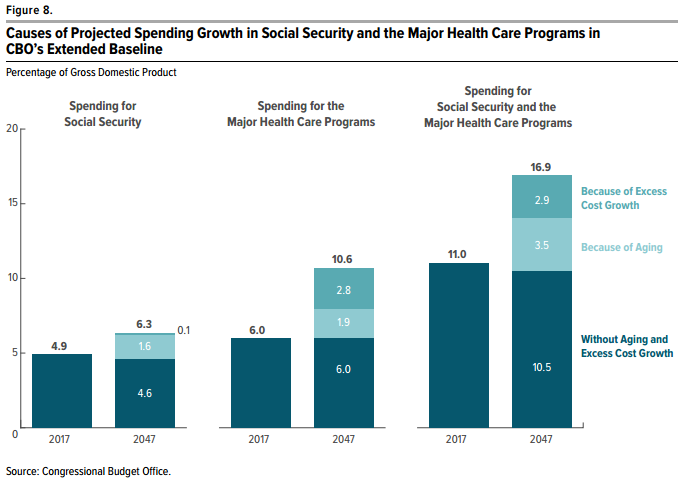 Figure 8.
Causes of Projected Spending Growth in Social Security and the Major Health Care Programs in
CBO’s Extended Baseline
Percentage of Gross Domestic Product
Spending for
Social Security
Spending for the
Major Health Care Programs
Spending for
Social Security and the
Major Health Care Programs
20
15
10
5
0
4.9
6.3
0.1
1.6
4.6
2017
2047
6.0
10.6
2.8
1.9
6.0
2017
2047
11.0
16.9
2.9
3.5
10.5
2017
2047
Because of Excess
Cost Growth
Because of Aging
Without Aging and
Excess Cost Growth
Source: Congressional Budget Office.